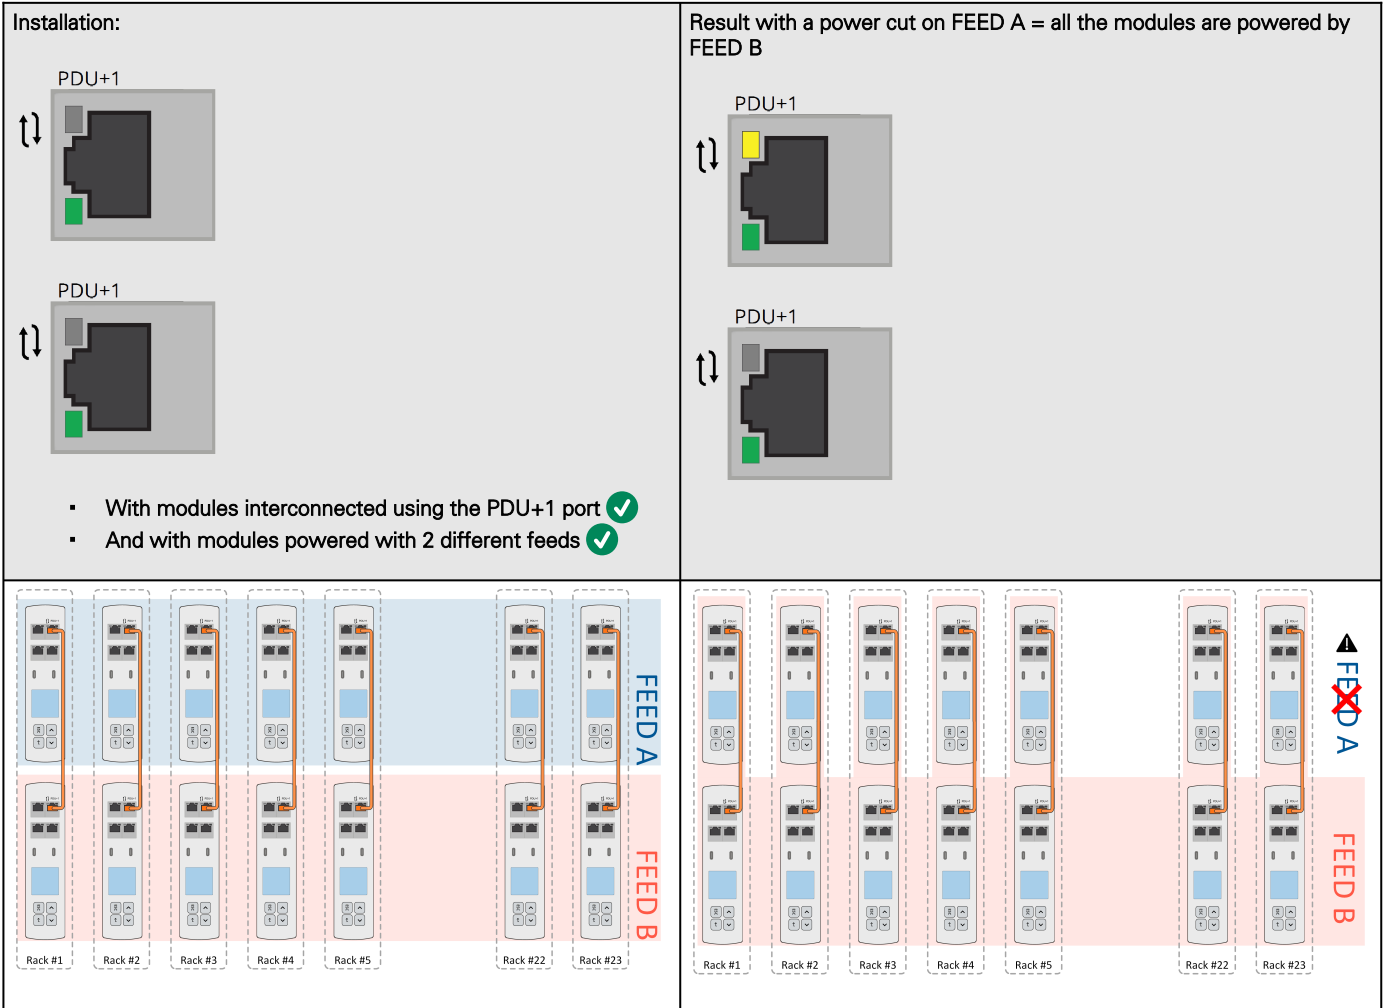 Installation:
PDU+1
PDU+1
▪ With modules interconnected using the PDU+1 port
▪ And with modules powered with 2 different feeds
Result with a power cut on FEED A = all the modules are powered by
FEED B
PDU+1
PDU+1
FEED A
FEED B
Rack #1 Rack #2 Rack #3 Rack #4 Rack #5 Rack #22 Rack #23
FEED A
FEED B
Rack #1 Rack #2 Rack #3 Rack #4 Rack #5 Rack #22 Rack #23